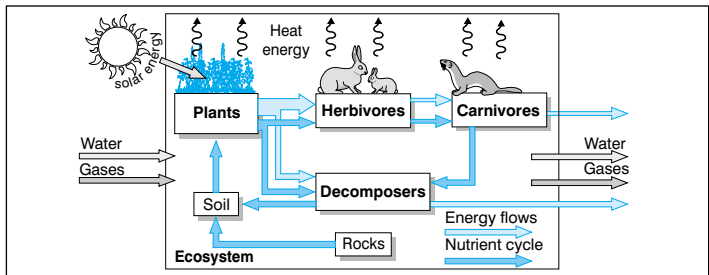 solar energy
Heat
energy
Plants
Herbivores
Carnivores
Water
Gases
Water
Gases
Decomposers
Soil
Energy flows
Nutrient cycle
Rocks
Ecosystem